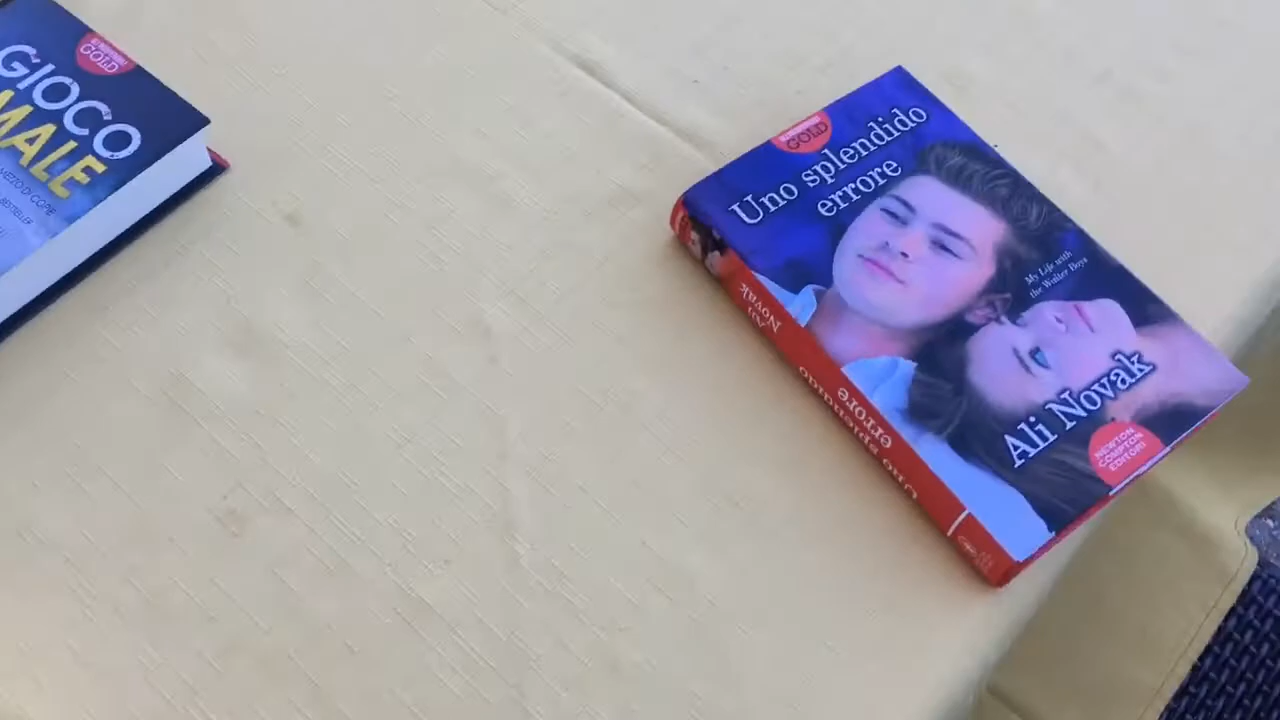 GOLD
GIOCO
MALE
BESTSELLER
GOLD
Uno splendido
errore
My Life with
the Walter Boys
Ali Novak
NEWTON
COMPTON
EDITORI
Ali
Novak
Uno splendido
errore